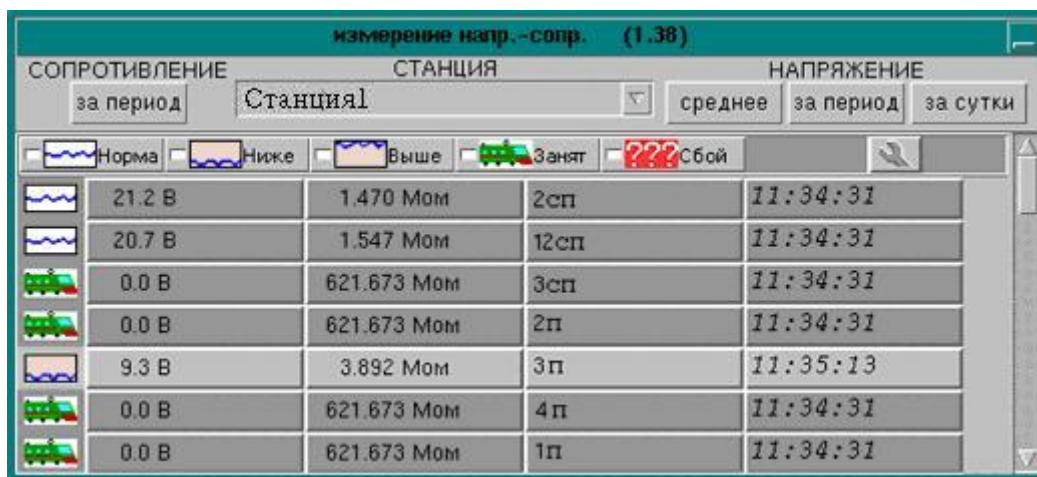 измерение напр.-сопр. (1.38)
СОПРОТИВЛЕНИЕ СТАНЦИЯ НАПРЯЖЕНИЕ
за период Станция1 среднее за период за сутки
Норма Ниже Выше Занят ???Сбой
21.2 В 1.470 Мом 2сп 11:34:31
20.7 В 1.547 Мом 12сп 11:34:31
0.0 В 621.673 Мом 3сп 11:34:31
0.0 В 621.673 Мом 2п 11:34:31
9.3 В 3.892 Мом 3п 11:35:13
0.0 В 621.673 Мом 4п 11:34:31
0.0 В 621.673 Мом 1п 11:34:31